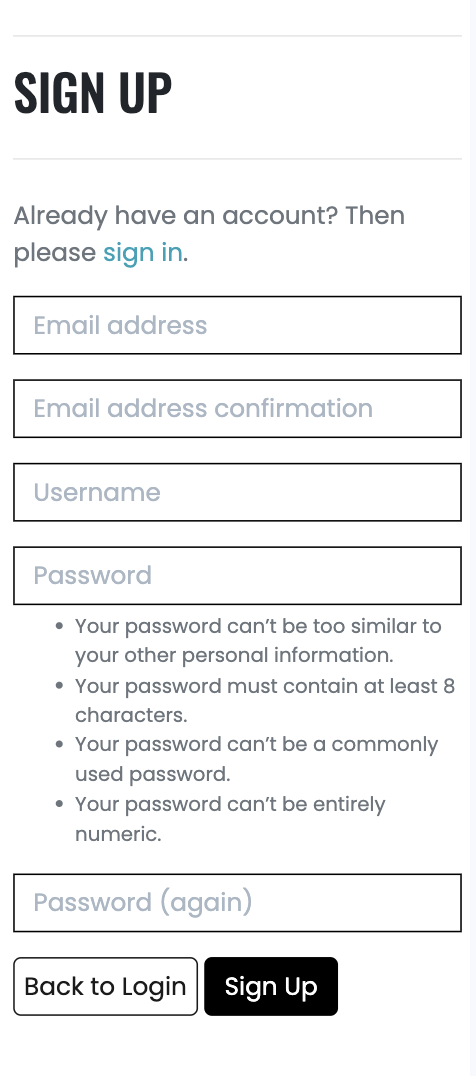 SIGN UP
Already have an account? Then
please sign in.
Email address
Email address confirmation
Username
Password
• Your password can’t be too similar to
your other personal information.
• Your password must contain at least 8
characters.
• Your password can’t be a commonly
used password.
• Your password can’t be entirely
numeric.
Password (again)
Back to Login Sign Up